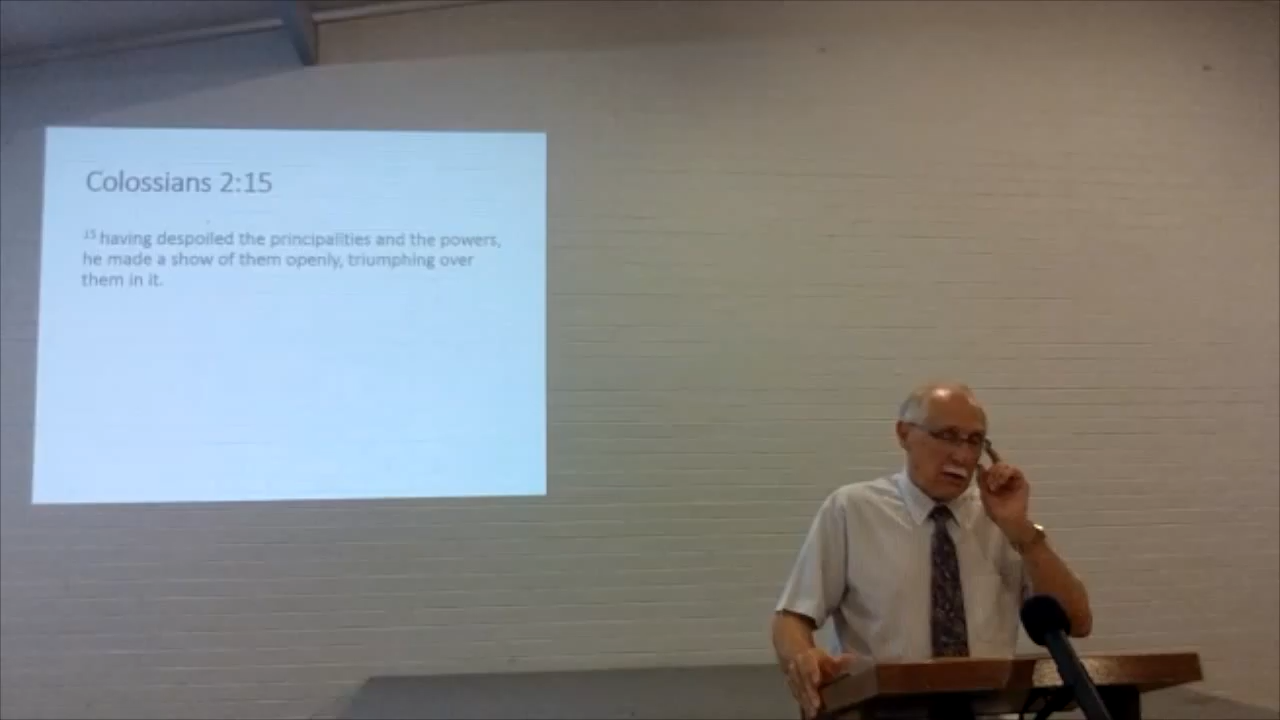 Colossians 2:15
15 having despoiled the principalities and the powers,
he made a show of them openly, triumphing over
them in it.